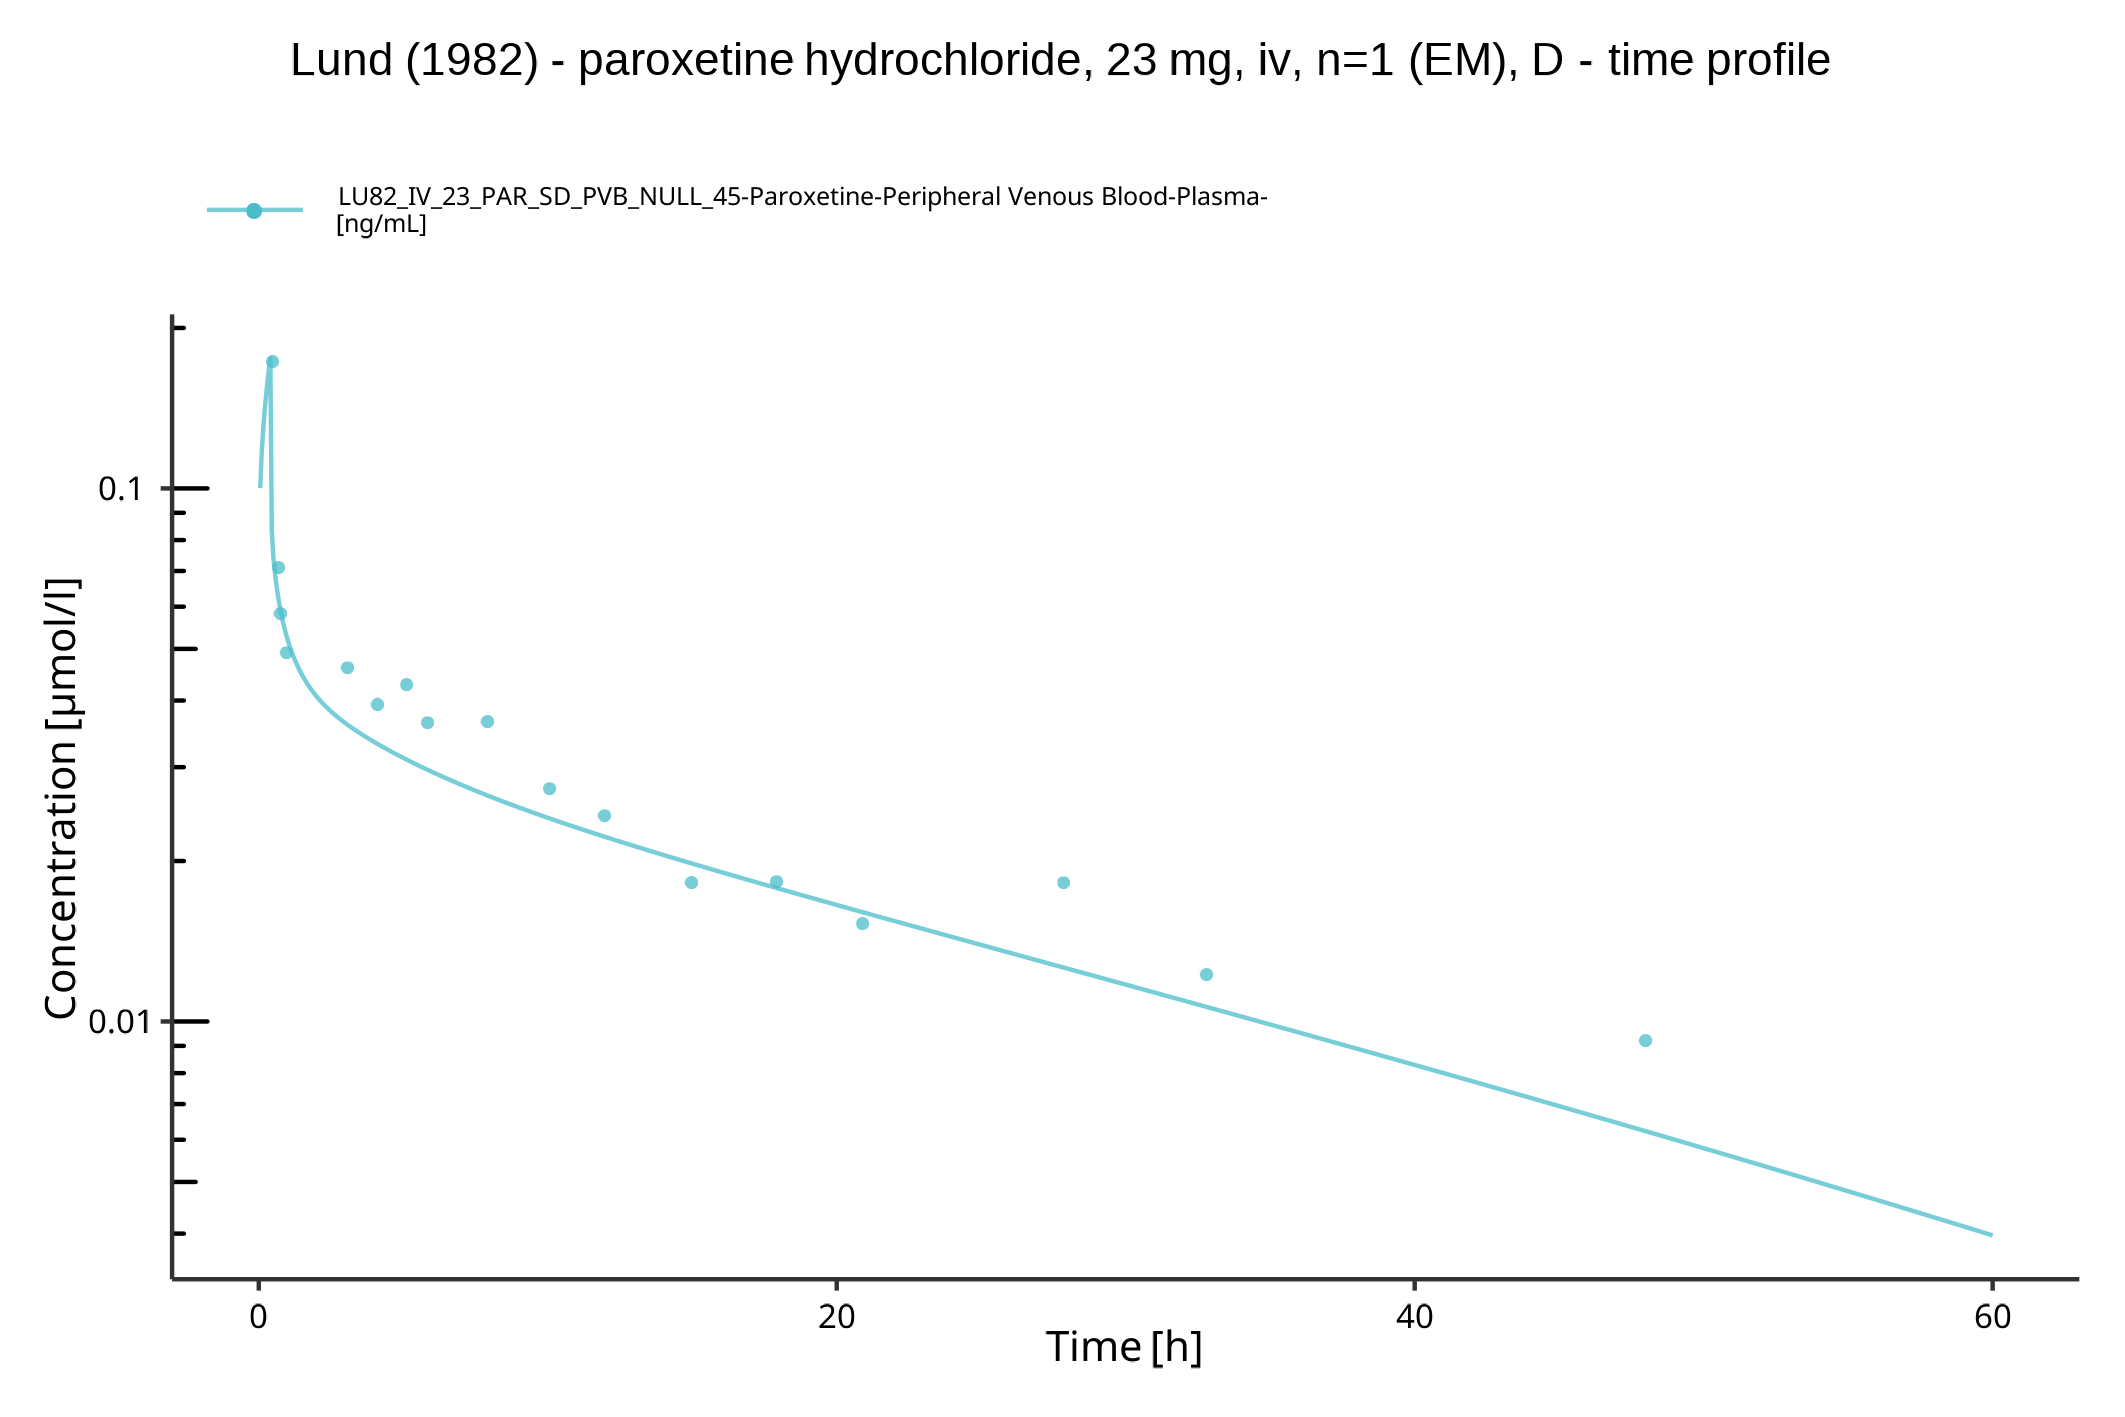 Lund (1982) - paroxetine hydrochloride, 23 mg, iv, n=1 (EM), D - time profile
LU82_IV_23_PAR_SD_PVB_NULL_45-Paroxetine-Peripheral Venous Blood-Plasma-
[ng/mL]
Concentration [µmol/l]
0.1
0.01
0
20
40
60
Time [h]